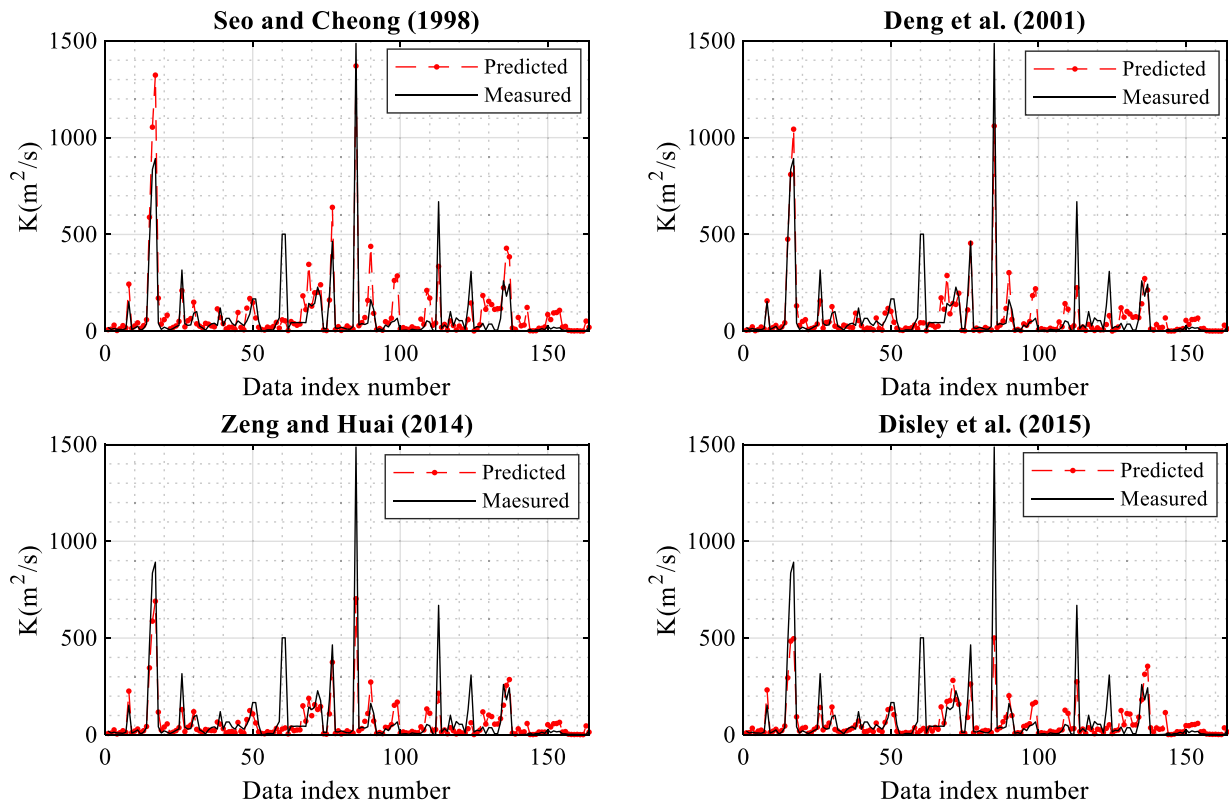 Seo and Cheong (1998)
1500
1000
500
0
K(m²/s)
0 50 100 150
Data index number
Predicted
Measured
Deng et al. (2001)
1500
1000
500
0
K(m²/s)
0 50 100 150
Data index number
Predicted
Measured
Zeng and Huai (2014)
1500
1000
500
0
K(m²/s)
0 50 100 150
Data index number
Predicted
Maesured
Disley et al. (2015)
1500
1000
500
0
K(m²/s)
0 50 100 150
Data index number
Predicted
Measured